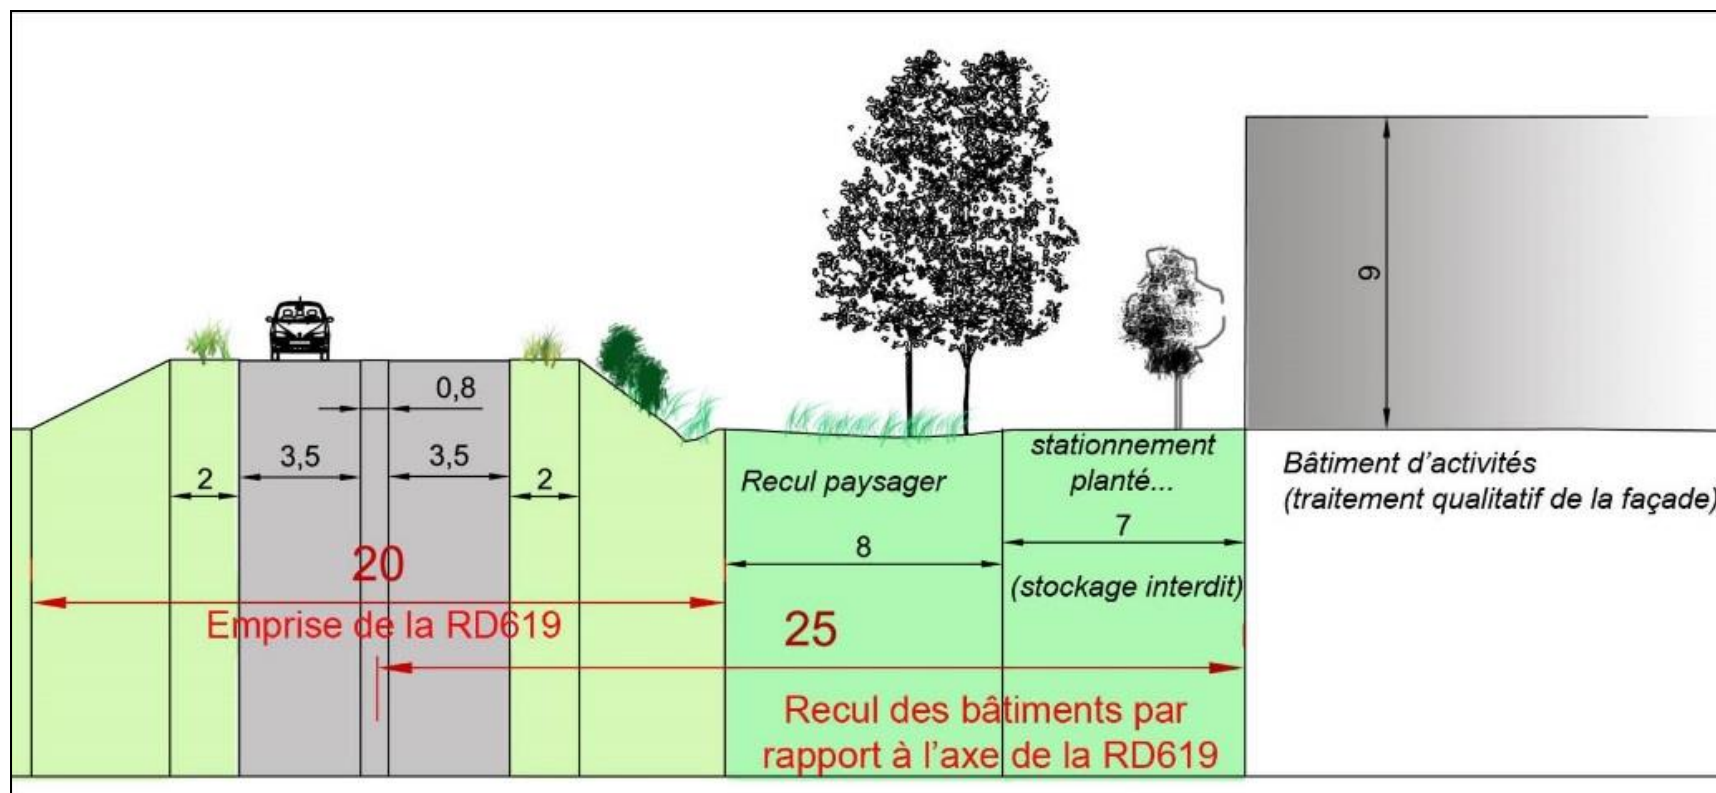 9
0,8
3,5
3,5
2
2
20
Emprise de la RD619
Recul paysager
8
stationnement
planté...
7
(stockage interdit)
25
Recul des bâtiments par
rapport à l'axe de la RD619
Bâtiment d'activités
(traitement qualitatif de la façade)